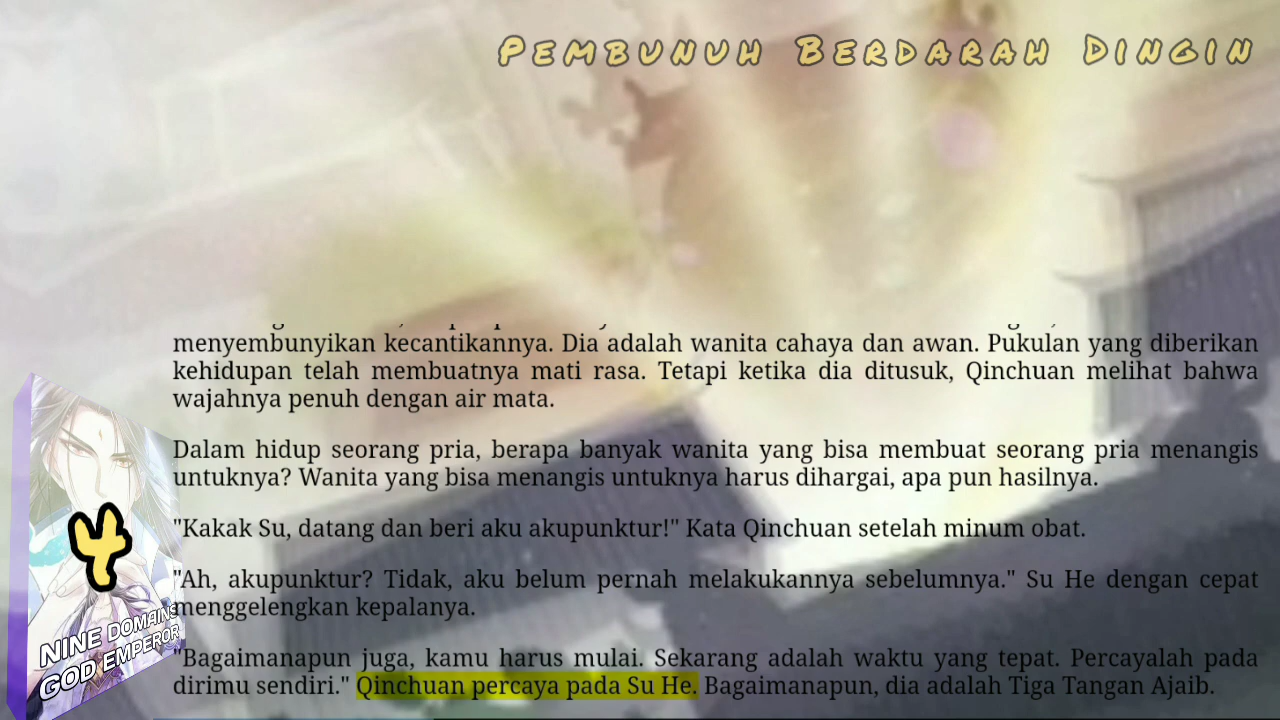 Pembunuh Berdarah Dingin
menyembunyikan kecantikannya. Dia adalah wanita cahaya dan awan. Pukulan yang diberikan
kehidupan telah membuatnya mati rasa. Tetapi ketika dia ditusuk, Qinchuan melihat bahwa
wajahnya penuh dengan air mata.
Dalam hidup seorang pria, berapa banyak wanita yang bisa membuat seorang pria menangis
untuknya? Wanita yang bisa menangis untuknya harus dihargai, apa pun hasilnya.
"Kakak Su, datang dan beri aku akupunktur!" Kata Qinchuan setelah minum obat.
"Ah, akupunktur? Tidak, aku belum pernah melakukannya sebelumnya." Su He dengan cepat
menggelengkan kepalanya.
"Bagaimanapun juga, kamu harus mulai. Sekarang adalah waktu yang tepat. Percayalah pada
dirimu sendiri." Qinchuan percaya pada Su He. Bagaimanapun, dia adalah Tiga Tangan Ajaib.
4
NINE DOMAINS
GOD EMPEROR